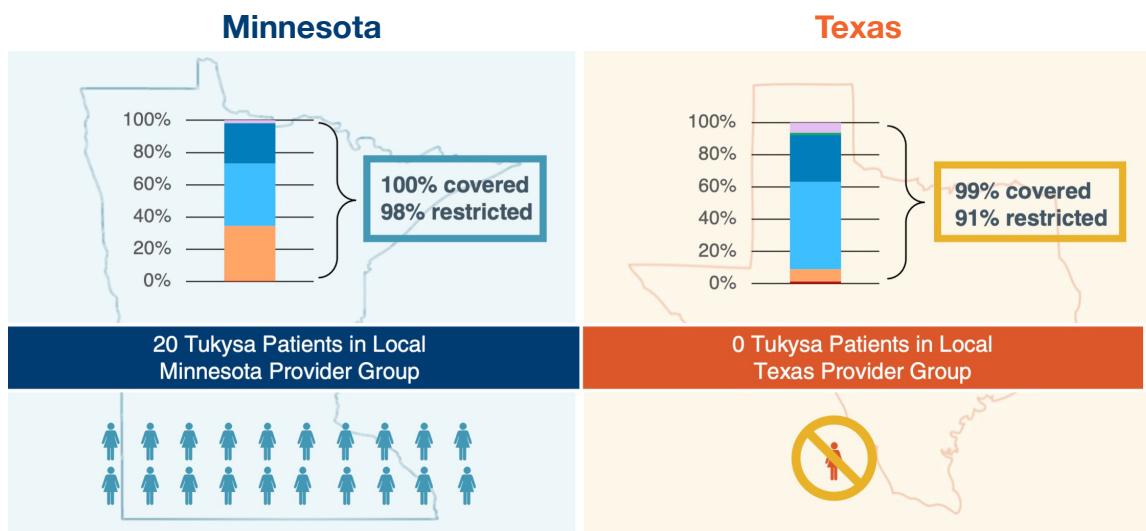 Minnesota
100%
80%
60%
40%
20%
0%
100% covered
98% restricted
20 Tukysa Patients in Local
Minnesota Provider Group
Texas
100%
80%
60%
40%
20%
0%
99% covered
91% restricted
0 Tukysa Patients in Local
Texas Provider Group